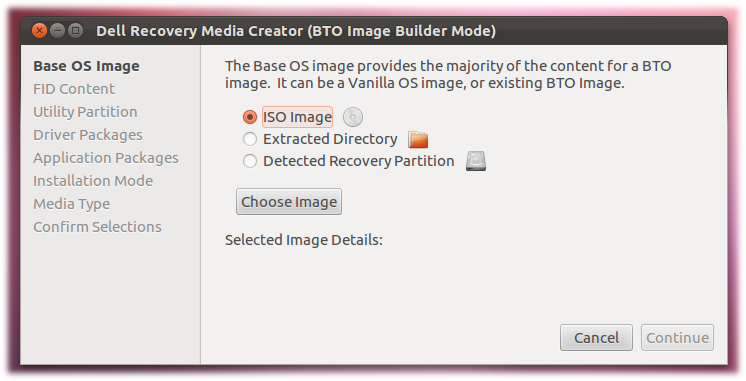 Dell Recovery Media Creator (BTO Image Builder Mode)
Base OS Image
FID Content
Utility Partition
Driver Packages
Application Packages
Installation Mode
Media Type
Confirm Selections
The Base OS image provides the majority of the content for a BTO
image.  It can be a Vanilla OS image, or existing BTO Image.
ISO Image
Extracted Directory
Detected Recovery Partition
Choose Image
Selected Image Details:
Cancel
Continue